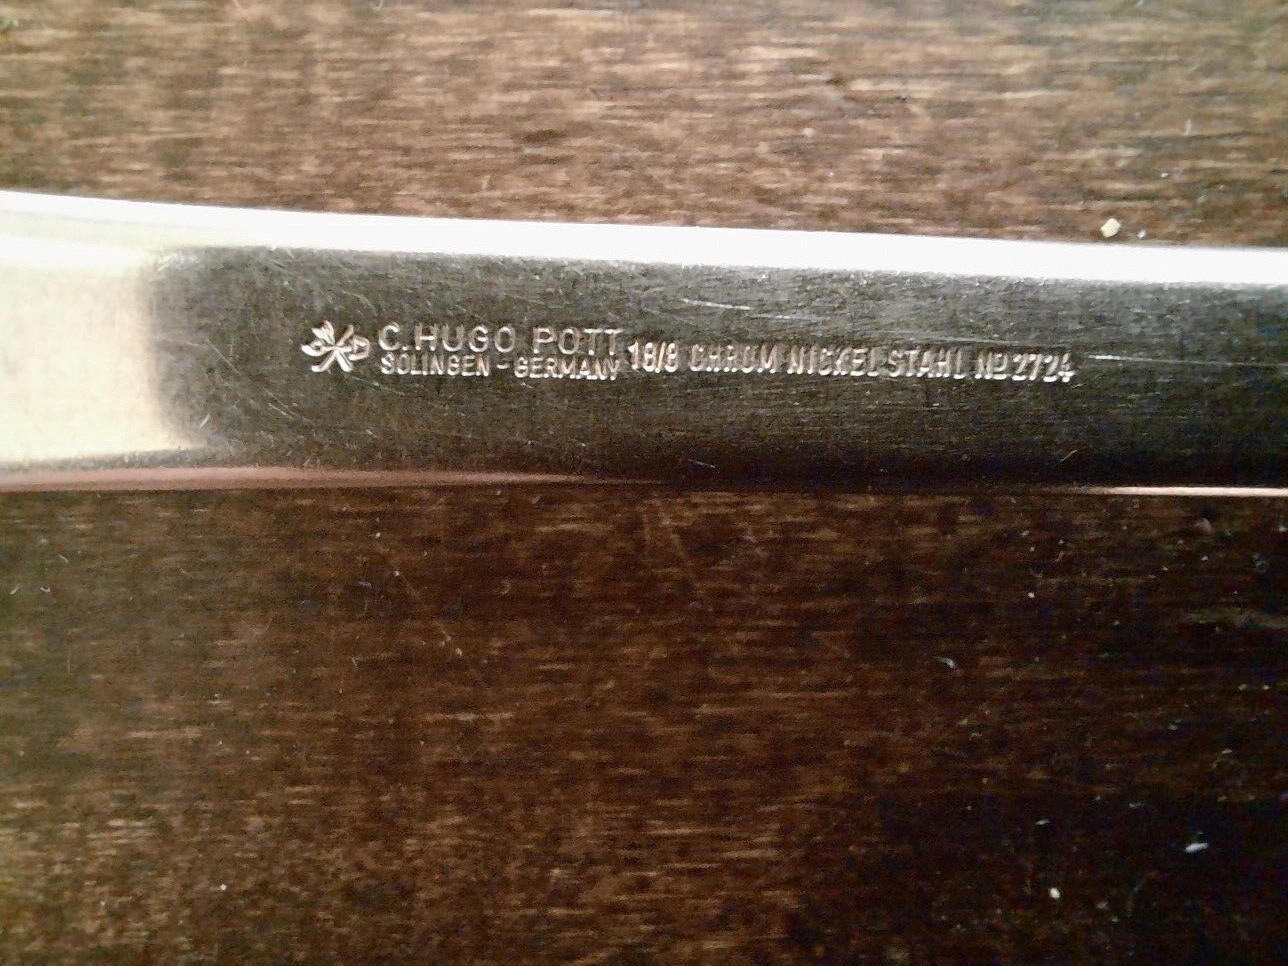 C. HUGO POTT
SOLINGEN - GERMANY
18/8 CHROM NICKEL STAHL No 2724